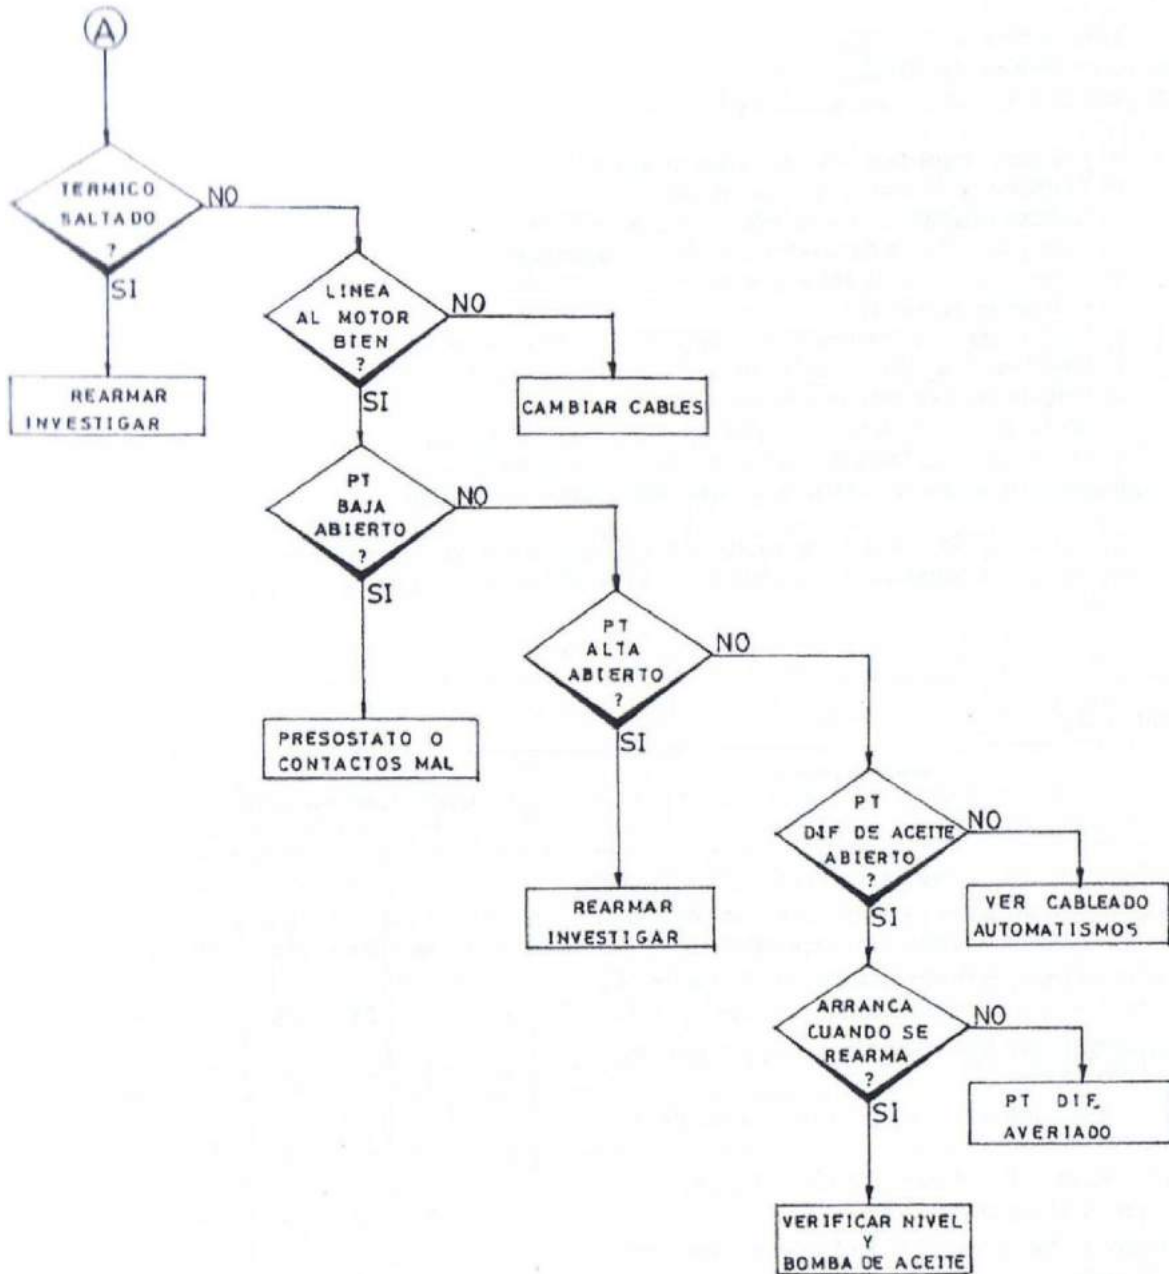 A
TERMICO
SALTADO
?
NO
SI
REARMAR
INVESTIGAR
LINEA
AL MOTOR
BIEN
?
NO
SI
CAMBIAR CABLES
PT
BAJA
ABIERTO
?
NO
SI
PRESOSTATO O
CONTACTOS MAL
PT
ALTA
ABIERTO
?
NO
SI
REARMAR
INVESTIGAR
PT
DIF DE ACEITE
ABIERTO
?
NO
SI
VER CABLEADO
AUTOMATISMOS
ARRANCA
CUANDO SE
REARMA
?
NO
SI
PT DIF.
AVERIADO
VERIFICAR NIVEL
Y
BOMBA DE ACEITE